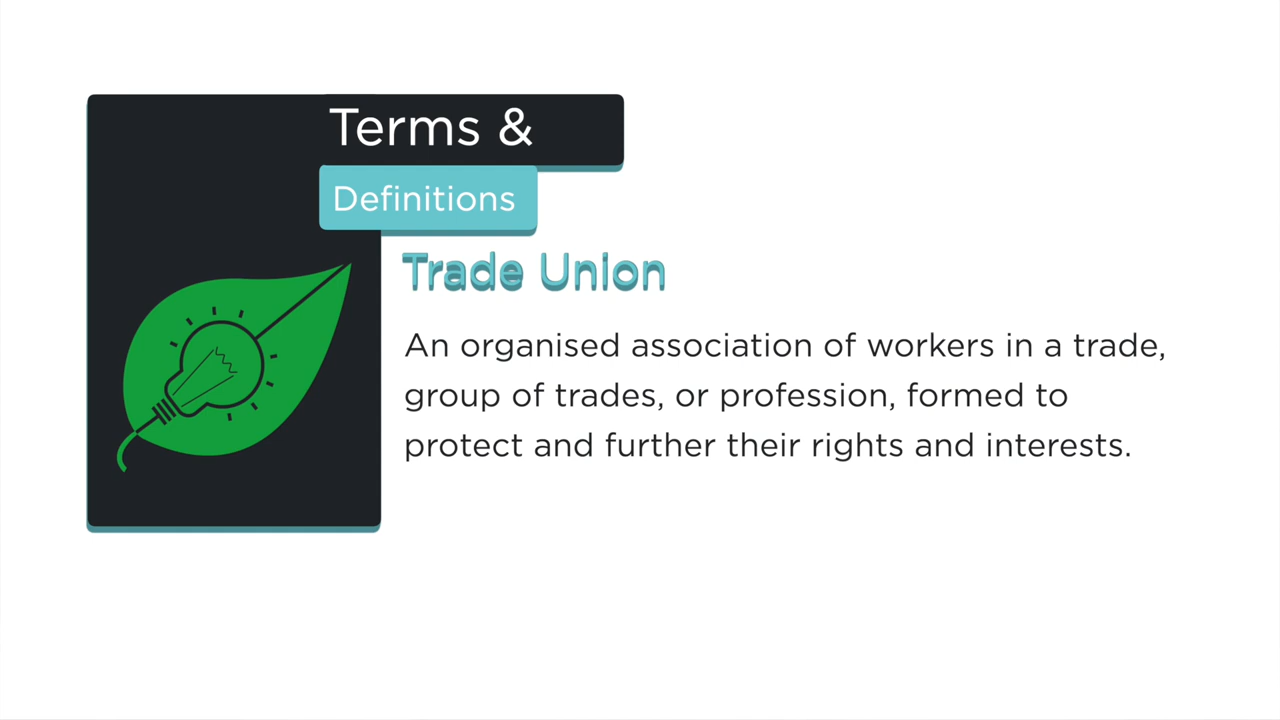 Terms &
Definitions
Trade Union
An organised association of workers in a trade,
group of trades, or profession, formed to
protect and further their rights and interests.